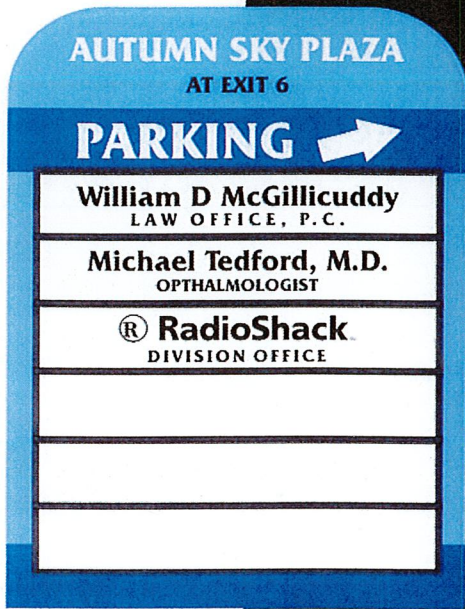 AUTUMN SKY PLAZA
AT EXIT 6
PARKING
William D McGillicuddy
LAW OFFICE, P.C.
Michael Tedford, M.D.
OPTHALMOLOGIST
® RadioShack
DIVISION OFFICE